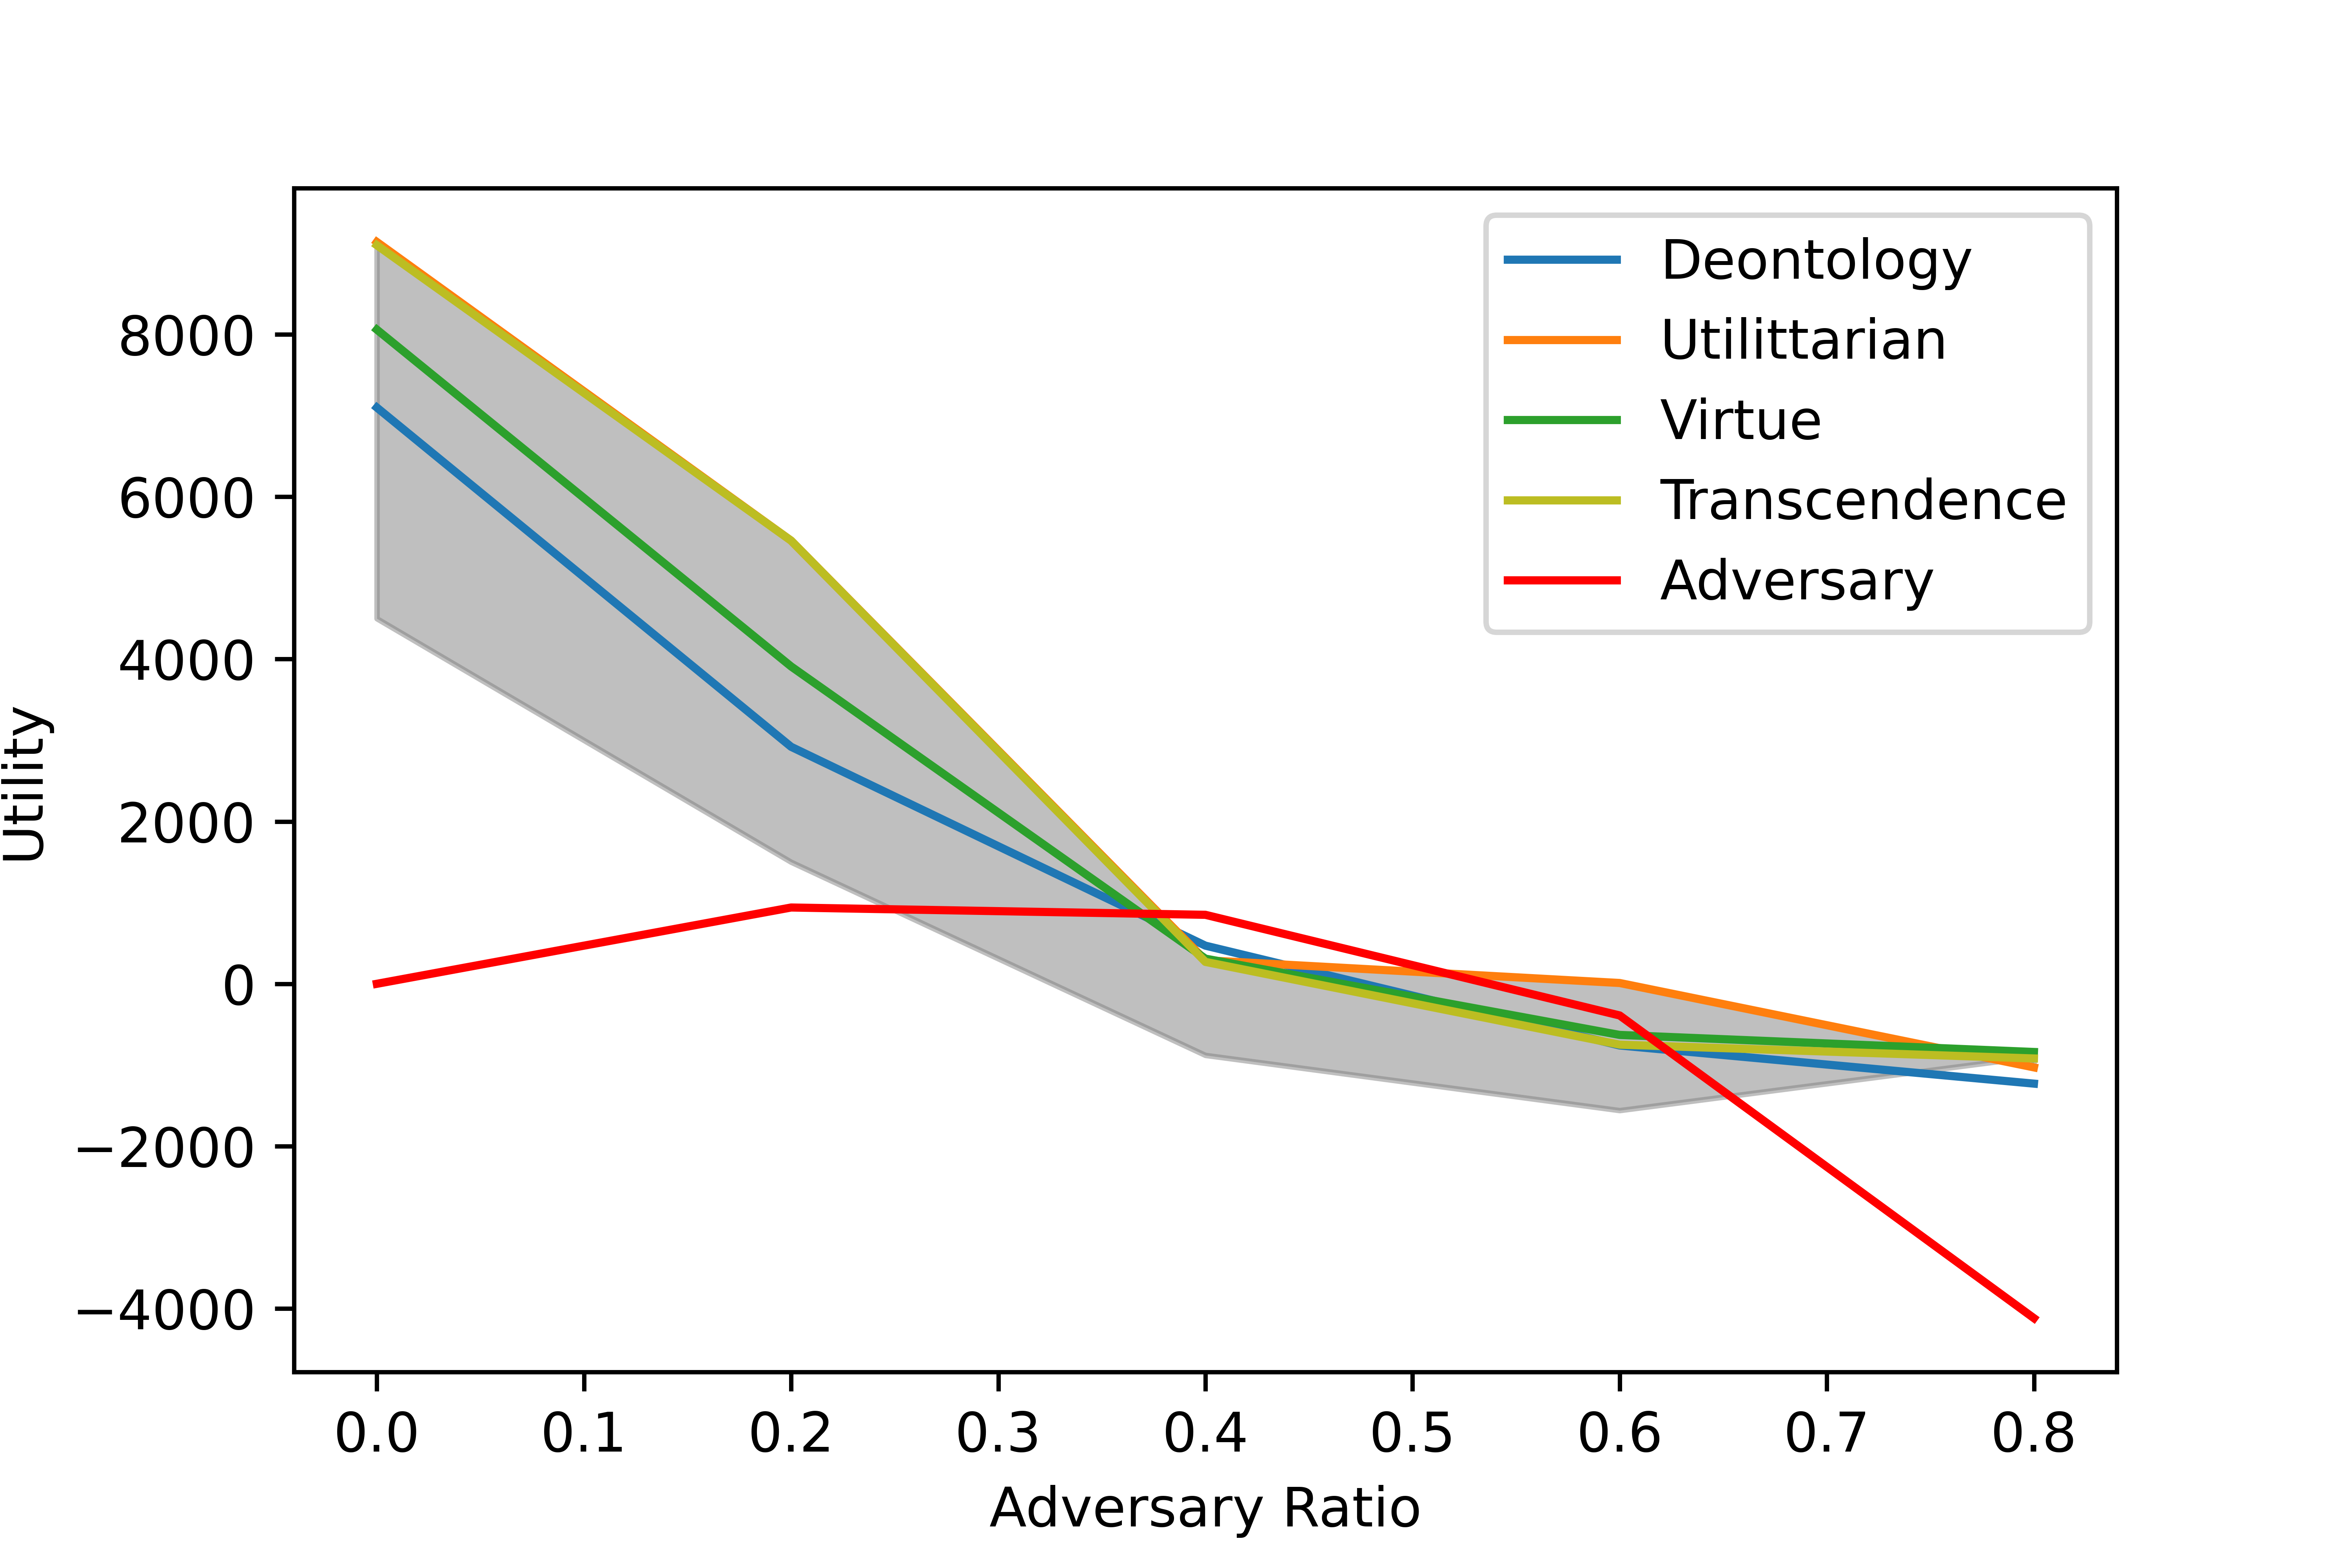 Deontology
Utilittarian
Virtue
Transcendence
Adversary
8000
6000
4000
2000
0
−2000
−4000
Utility
0.0 0.1 0.2 0.3 0.4 0.5 0.6 0.7 0.8
Adversary Ratio